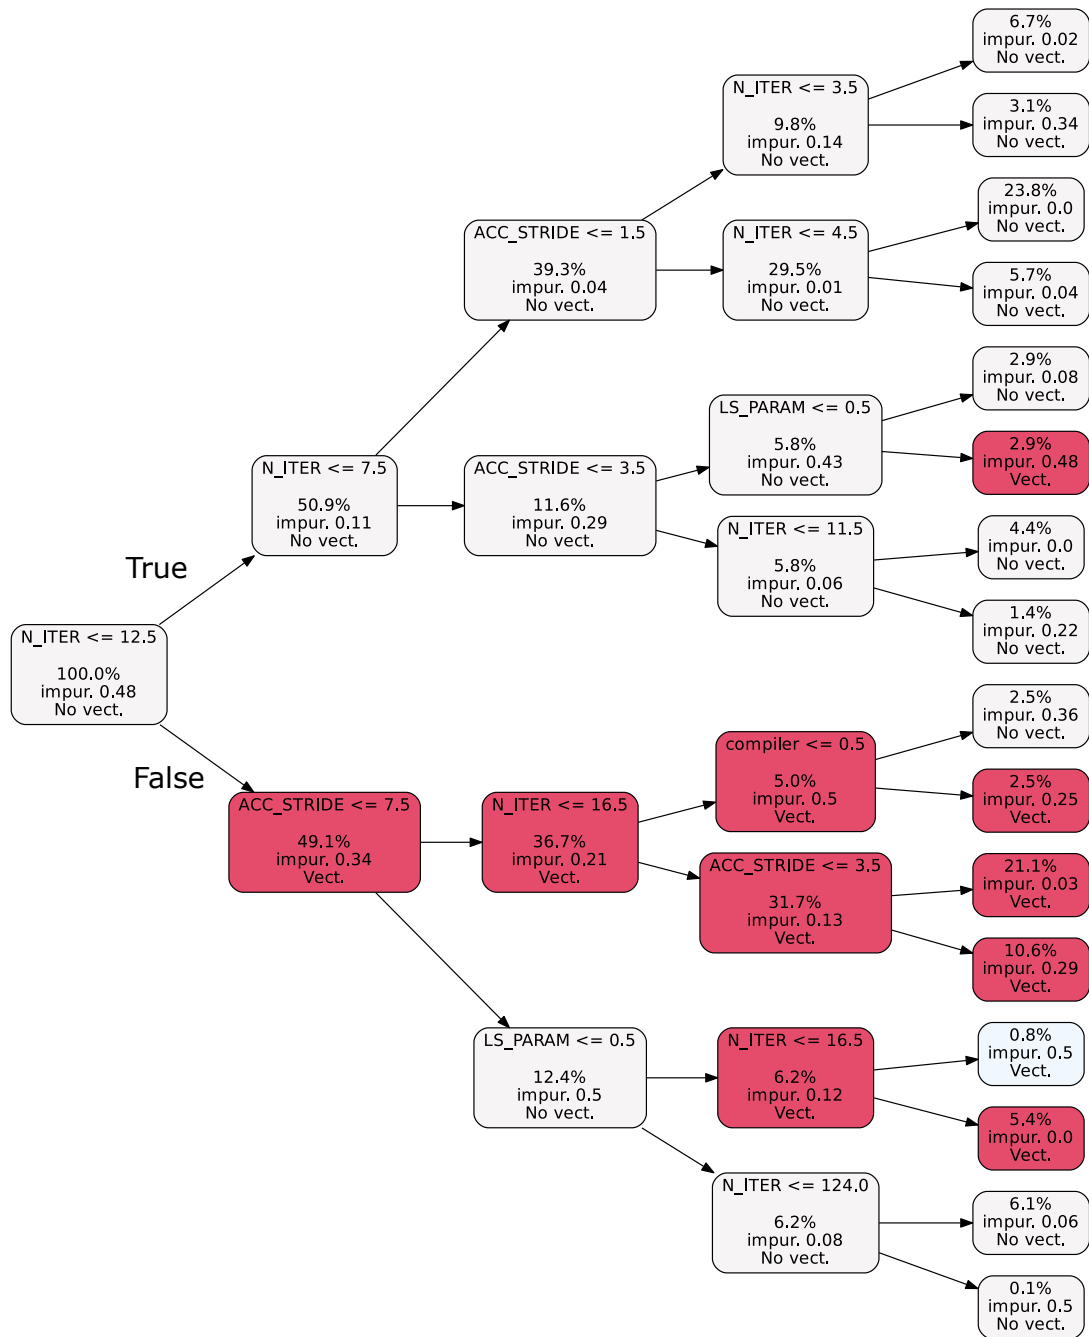 6.7%
impur. 0.02
No vect.
N_ITER <= 3.5
9.8%
impur. 0.14
No vect.
3.1%
impur. 0.34
No vect.
23.8%
impur. 0.0
No vect.
ACC_STRIDE <= 1.5
39.3%
impur. 0.04
No vect.
N_ITER <= 4.5
29.5%
impur. 0.01
No vect.
5.7%
impur. 0.04
No vect.
2.9%
impur. 0.08
No vect.
LS_PARAM <= 0.5
5.8%
impur. 0.43
No vect.
2.9%
impur. 0.48
Vect.
N_ITER <= 7.5
50.9%
impur. 0.11
No vect.
ACC_STRIDE <= 3.5
11.6%
impur. 0.29
No vect.
N_ITER <= 11.5
5.8%
impur. 0.06
No vect.
4.4%
impur. 0.0
No vect.
1.4%
impur. 0.22
No vect.
True
N_ITER <= 12.5
100.0%
impur. 0.48
No vect.
False
2.5%
impur. 0.36
No vect.
compiler <= 0.5
5.0%
impur. 0.5
Vect.
2.5%
impur. 0.25
Vect.
ACC_STRIDE <= 7.5
49.1%
impur. 0.34
Vect.
N_ITER <= 16.5
36.7%
impur. 0.21
Vect.
ACC_STRIDE <= 3.5
31.7%
impur. 0.13
Vect.
21.1%
impur. 0.03
Vect.
10.6%
impur. 0.29
Vect.
LS_PARAM <= 0.5
12.4%
impur. 0.5
No vect.
N_ITER <= 16.5
6.2%
impur. 0.12
Vect.
0.8%
impur. 0.5
Vect.
5.4%
impur. 0.0
Vect.
N_ITER <= 124.0
6.2%
impur. 0.08
No vect.
6.1%
impur. 0.06
No vect.
0.1%
impur. 0.5
No vect.